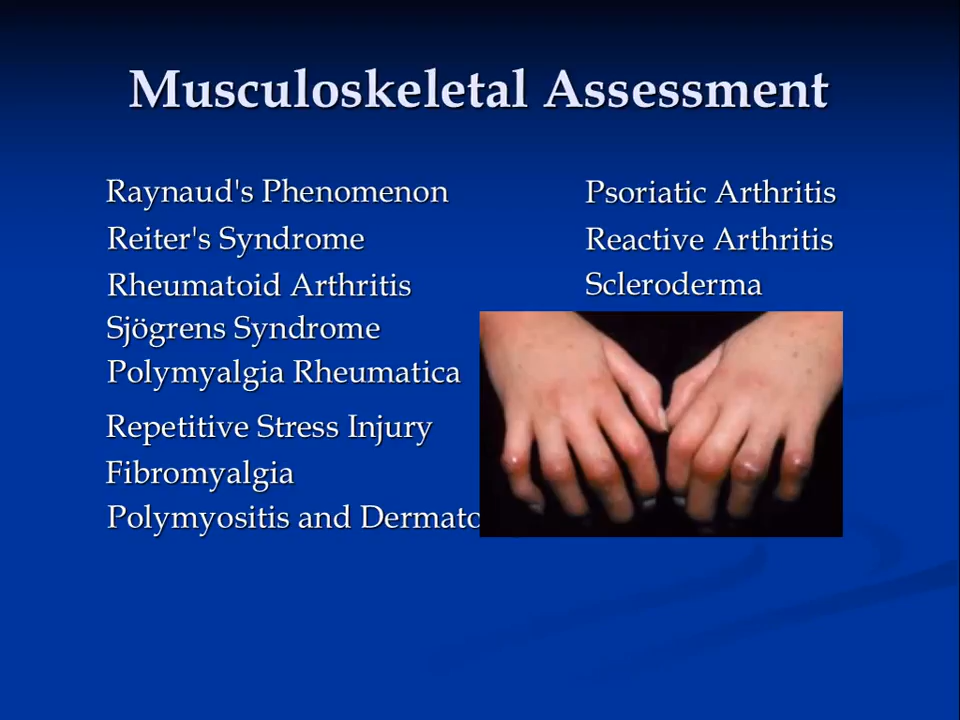 Musculoskeletal Assessment
Raynaud's Phenomenon
Reiter's Syndrome
Rheumatoid Arthritis
Sjögrens Syndrome
Polymyalgia Rheumatica
Repetitive Stress Injury
Fibromyalgia
Polymyositis and Dermato
Psoriatic Arthritis
Reactive Arthritis
Scleroderma